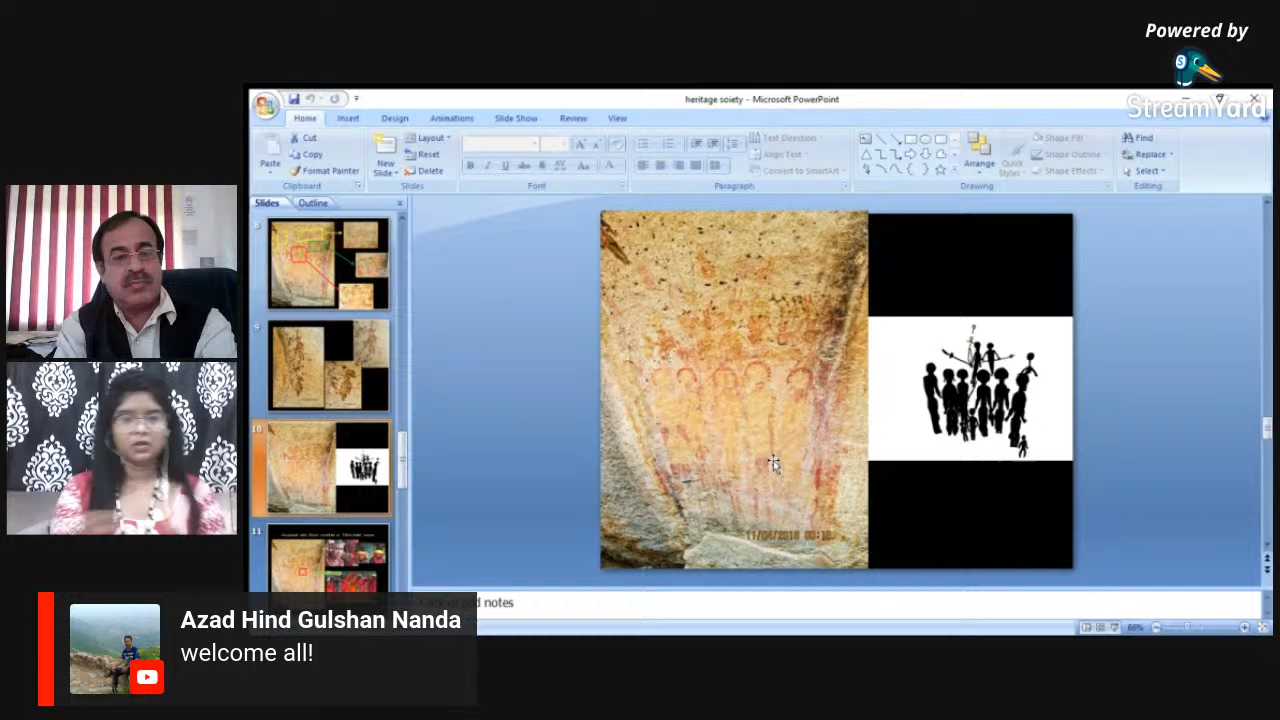 Powered by
StreamYard
heritage soiety - Microsoft PowerPoint
Home Insert Design Animations Slide Show Review View
Paste
Cut
Copy
Format Painter
Clipboard
New Slide
Layout
Reset
Delete
Slides
Font
Text Direction
Align Text
Convert to SmartArt
Paragraph
Arrange
Quick Styles
Shape Fill
Shape Outline
Shape Effects
Drawing
Find
Replace
Select
Editing
Slides Outline
8
9
10
11
notes
66%
Azad Hind Gulshan Nanda
welcome all!